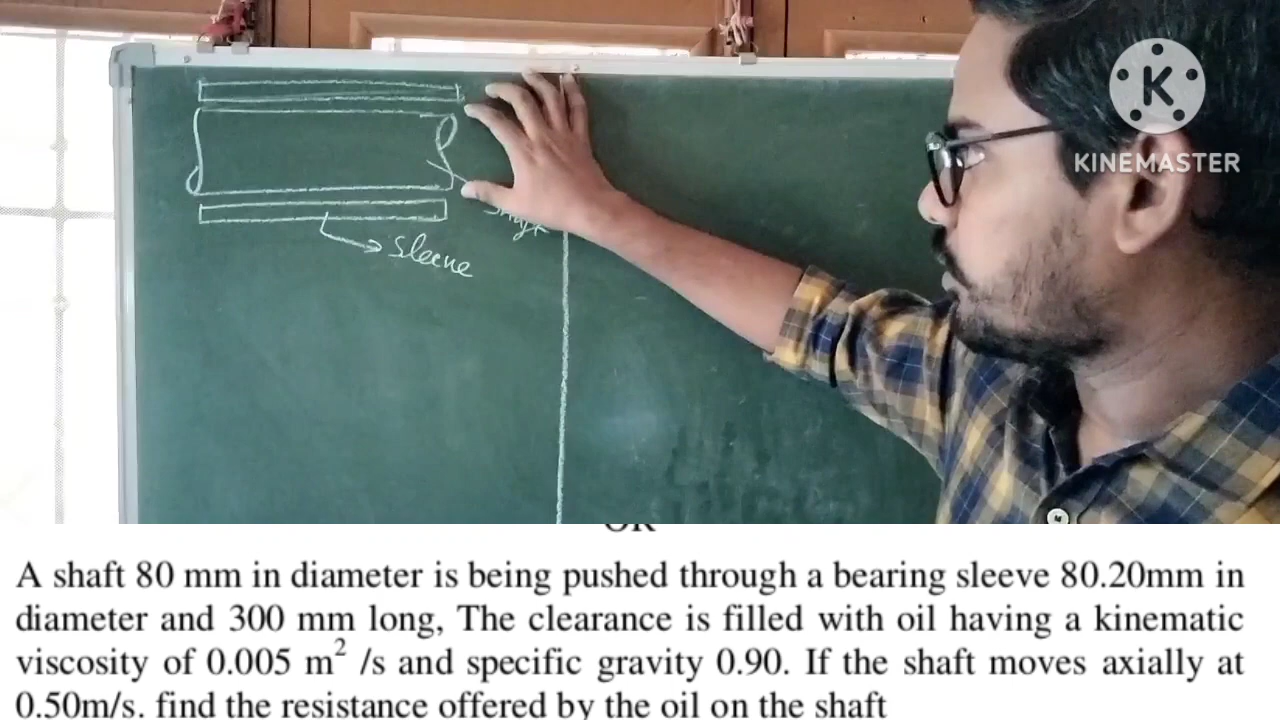 KINEMASTER
sleeve
OR
A shaft 80 mm in diameter is being pushed through a bearing sleeve 80.20mm in
diameter and 300 mm long, The clearance is filled with oil having a kinematic
viscosity of 0.005 m² /s and specific gravity 0.90. If the shaft moves axially at
0.50m/s. find the resistance offered by the oil on the shaft